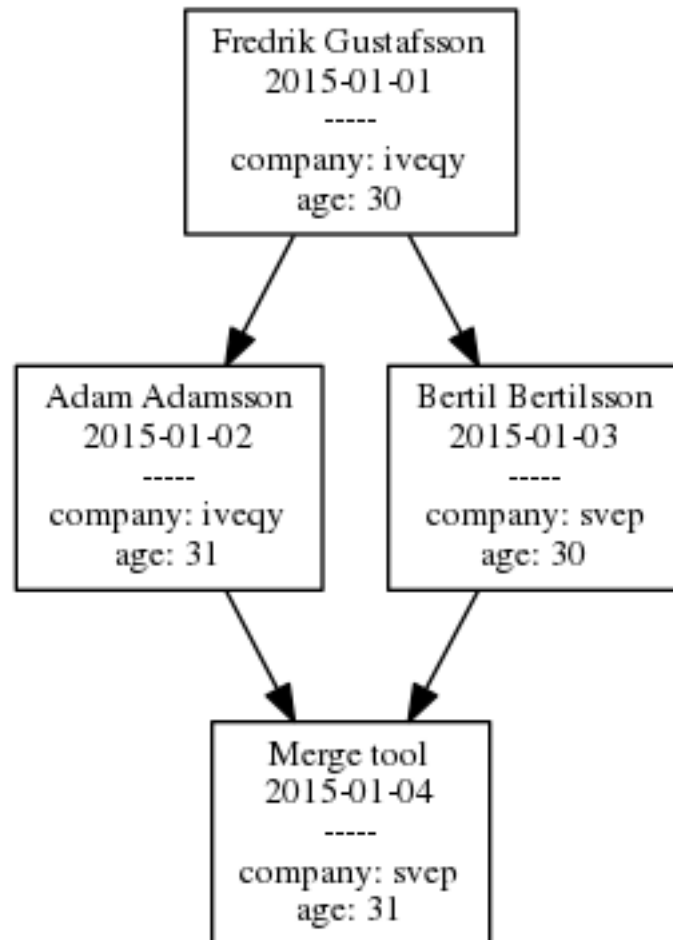 Fredrik Gustafsson
2015-01-01
-----
company: iveqy
age: 30
Adam Adamsson
2015-01-02
-----
company: iveqy
age: 31
Bertil Bertilsson
2015-01-03
-----
company: svep
age: 30
Merge tool
2015-01-04
-----
company: svep
age: 31